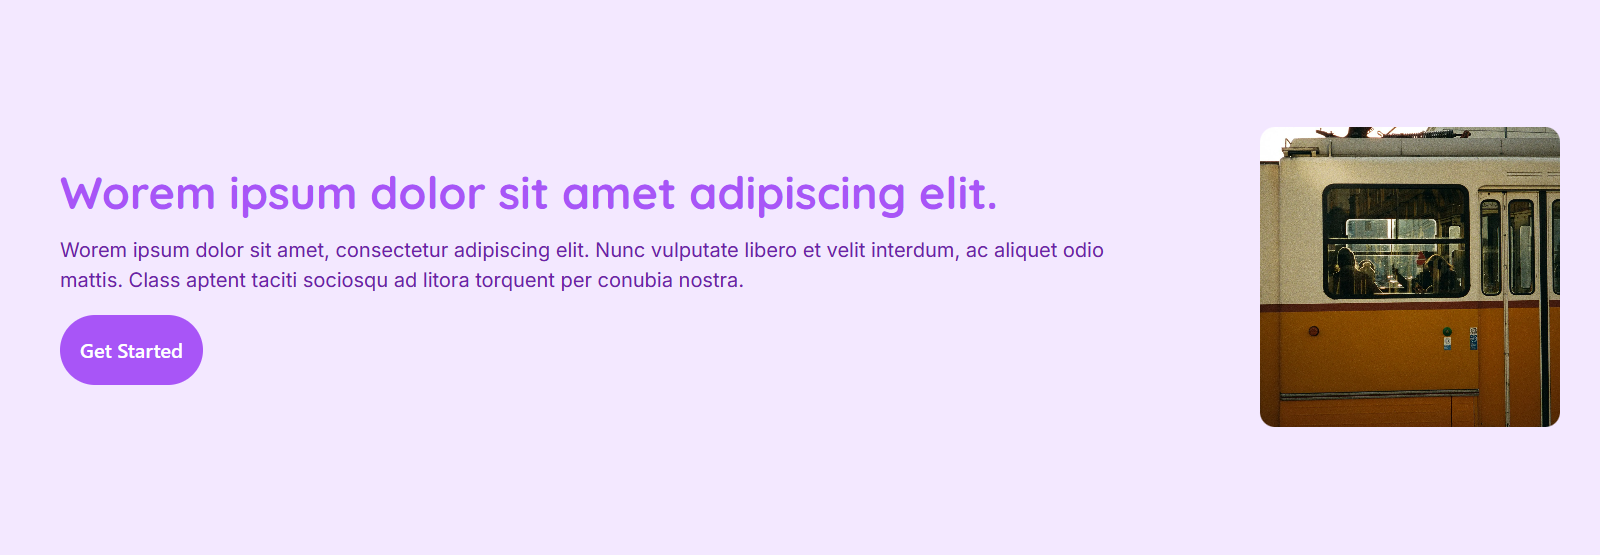 Worem ipsum dolor sit amet adipiscing elit.
Worem ipsum dolor sit amet, consectetur adipiscing elit. Nunc vulputate libero et velit interdum, ac aliquet odio
mattis. Class aptent taciti sociosqu ad litora torquent per conubia nostra.
Get Started